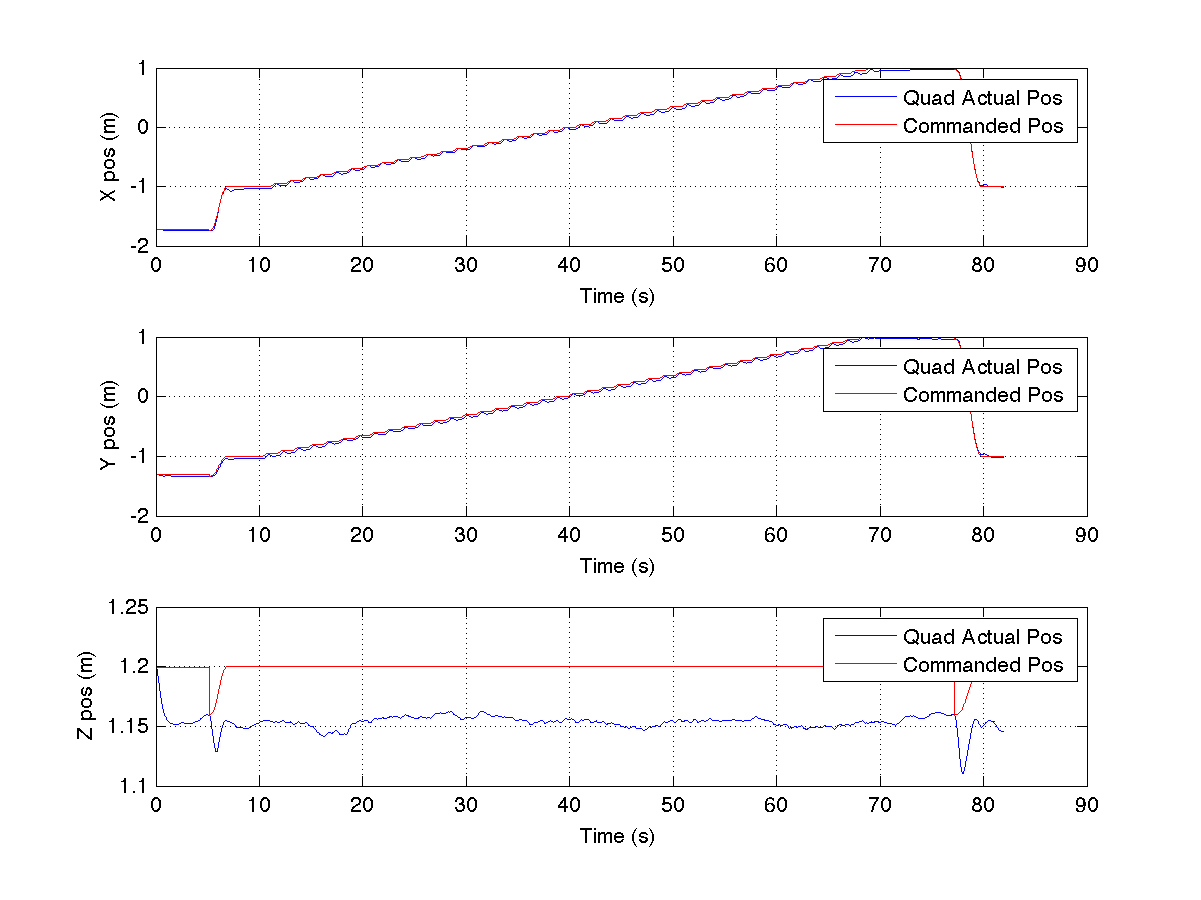 1
0
-1
-2
X pos (m)
Quad Actual Pos
Commanded Pos
0 10 20 30 40 50 60 70 80 90
Time (s)
1
0
-1
-2
Y pos (m)
Quad Actual Pos
Commanded Pos
0 10 20 30 40 50 60 70 80 90
Time (s)
1.25
1.2
1.15
1.1
Z pos (m)
Quad Actual Pos
Commanded Pos
0 10 20 30 40 50 60 70 80 90
Time (s)